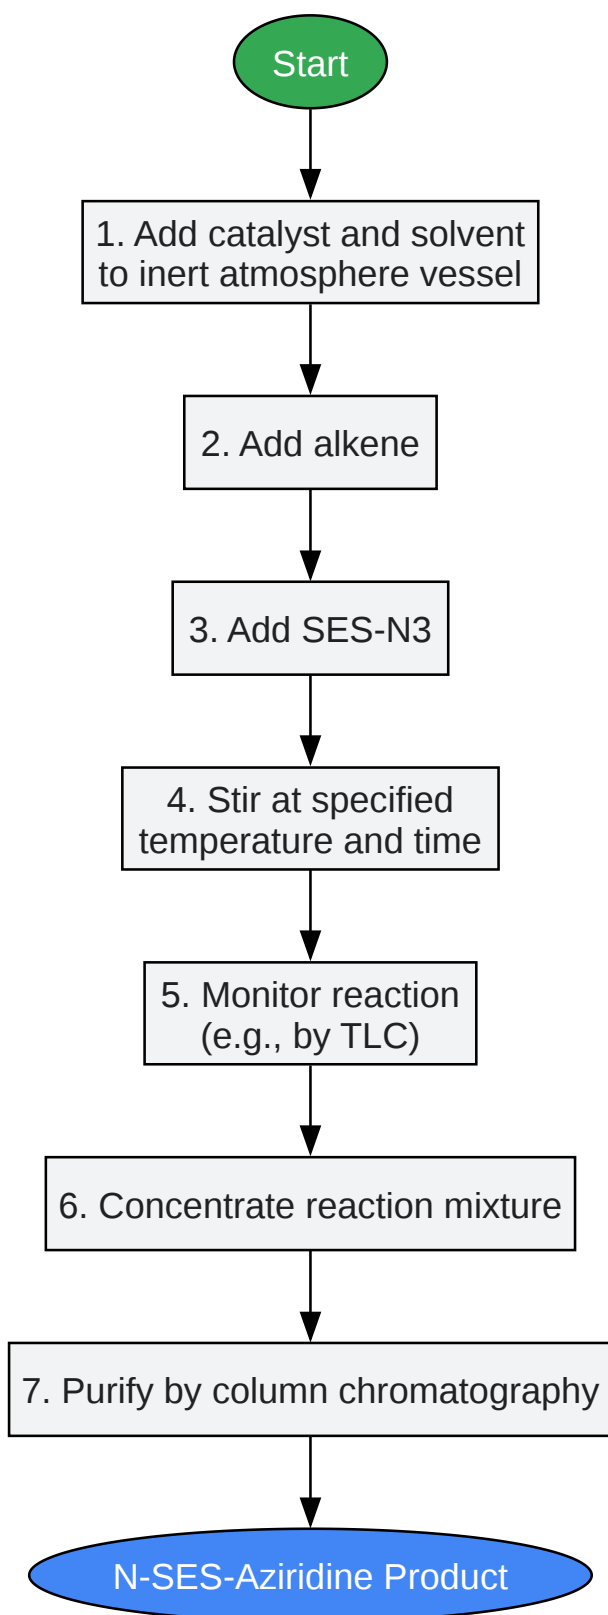 Start
1. Add catalyst and solvent
to inert atmosphere vessel
2. Add alkene
3. Add SES-N3
4. Stir at specified
temperature and time
5. Monitor reaction
(e.g., by TLC)
6. Concentrate reaction mixture
7. Purify by column chromatography
N-SES-Aziridine Product